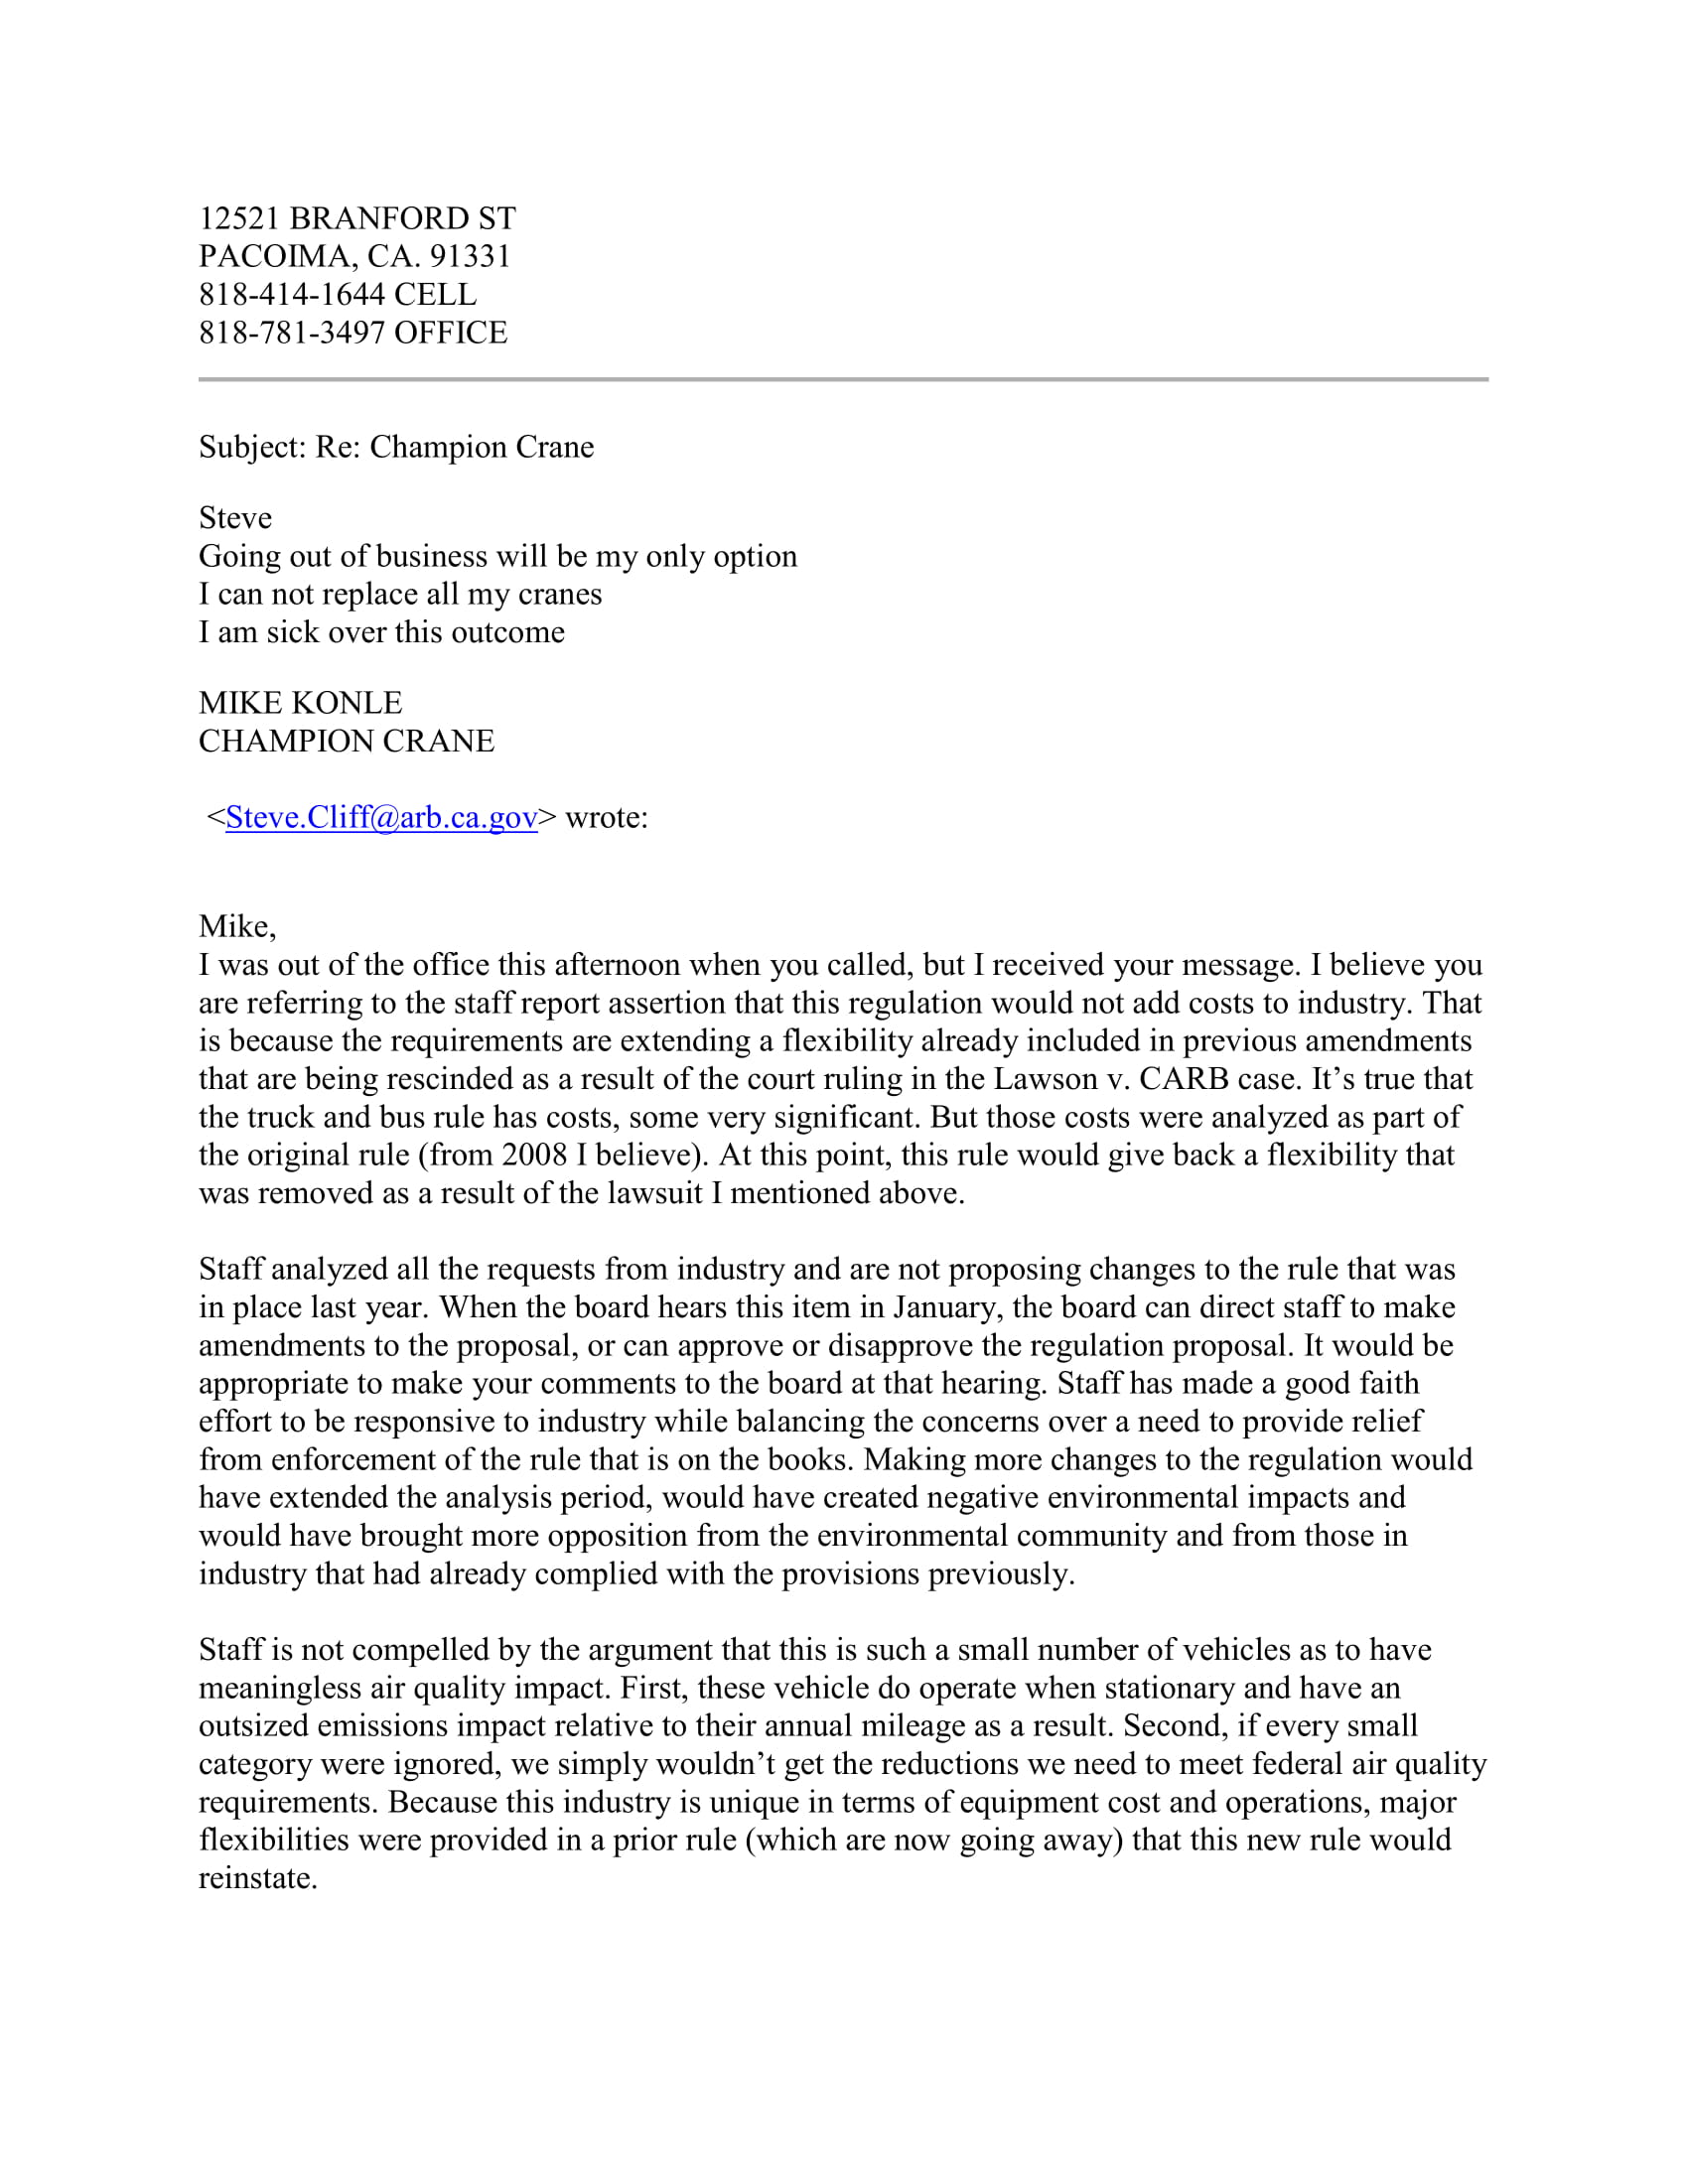 12521 BRANFORD ST
PACOIMA, CA. 91331
818-414-1644 CELL
818-781-3497 OFFICE
Subject: Re: Champion Crane
Steve
Going out of business will be my only option
I can not replace all my cranes
I am sick over this outcome
MIKE KONLE
CHAMPION CRANE
<Steve.Cliff@arb.ca.gov> wrote:
Mike,
I was out of the office this afternoon when you called, but I received your message. I believe you
are referring to the staff report assertion that this regulation would not add costs to industry. That
is because the requirements are extending a flexibility already included in previous amendments
that are being rescinded as a result of the court ruling in the Lawson v. CARB case. It’s true that
the truck and bus rule has costs, some very significant. But those costs were analyzed as part of
the original rule (from 2008 I believe). At this point, this rule would give back a flexibility that
was removed as a result of the lawsuit I mentioned above.
Staff analyzed all the requests from industry and are not proposing changes to the rule that was
in place last year. When the board hears this item in January, the board can direct staff to make
amendments to the proposal, or can approve or disapprove the regulation proposal. It would be
appropriate to make your comments to the board at that hearing. Staff has made a good faith
effort to be responsive to industry while balancing the concerns over a need to provide relief
from enforcement of the rule that is on the books. Making more changes to the regulation would
have extended the analysis period, would have created negative environmental impacts and
would have brought more opposition from the environmental community and from those in
industry that had already complied with the provisions previously.
Staff is not compelled by the argument that this is such a small number of vehicles as to have
meaningless air quality impact. First, these vehicle do operate when stationary and have an
outsized emissions impact relative to their annual mileage as a result. Second, if every small
category were ignored, we simply wouldn’t get the reductions we need to meet federal air quality
requirements. Because this industry is unique in terms of equipment cost and operations, major
flexibilities were provided in a prior rule (which are now going away) that this new rule would
reinstate.